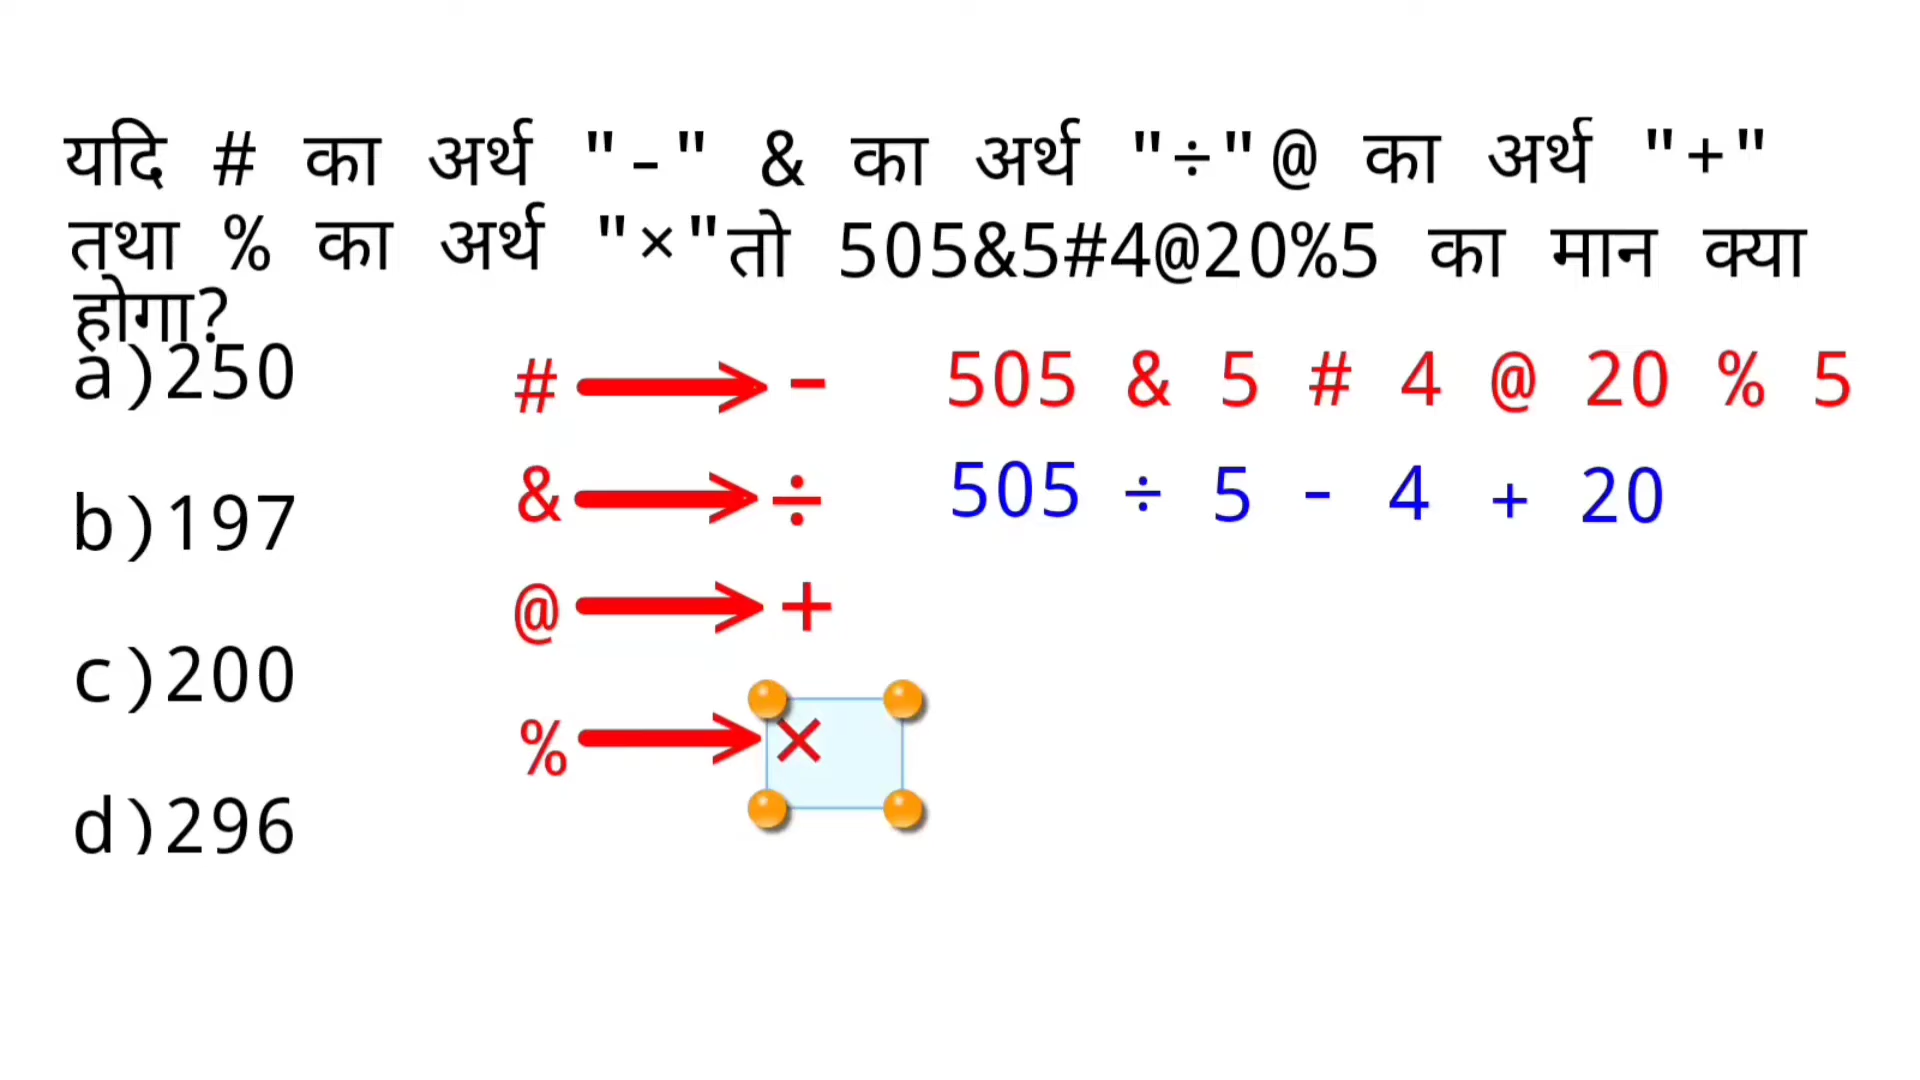 यदि # का अर्थ "-" & का अर्थ "÷"@ का अर्थ "+"
तथा % का अर्थ "×"तो 505&5#4@20%5 का मान क्या
होगा?
a)250
b)197
c)200
d)296
# → -
& → ÷
@ → +
% → ×
505 & 5 # 4 @ 20 % 5
505 ÷ 5 - 4 + 20